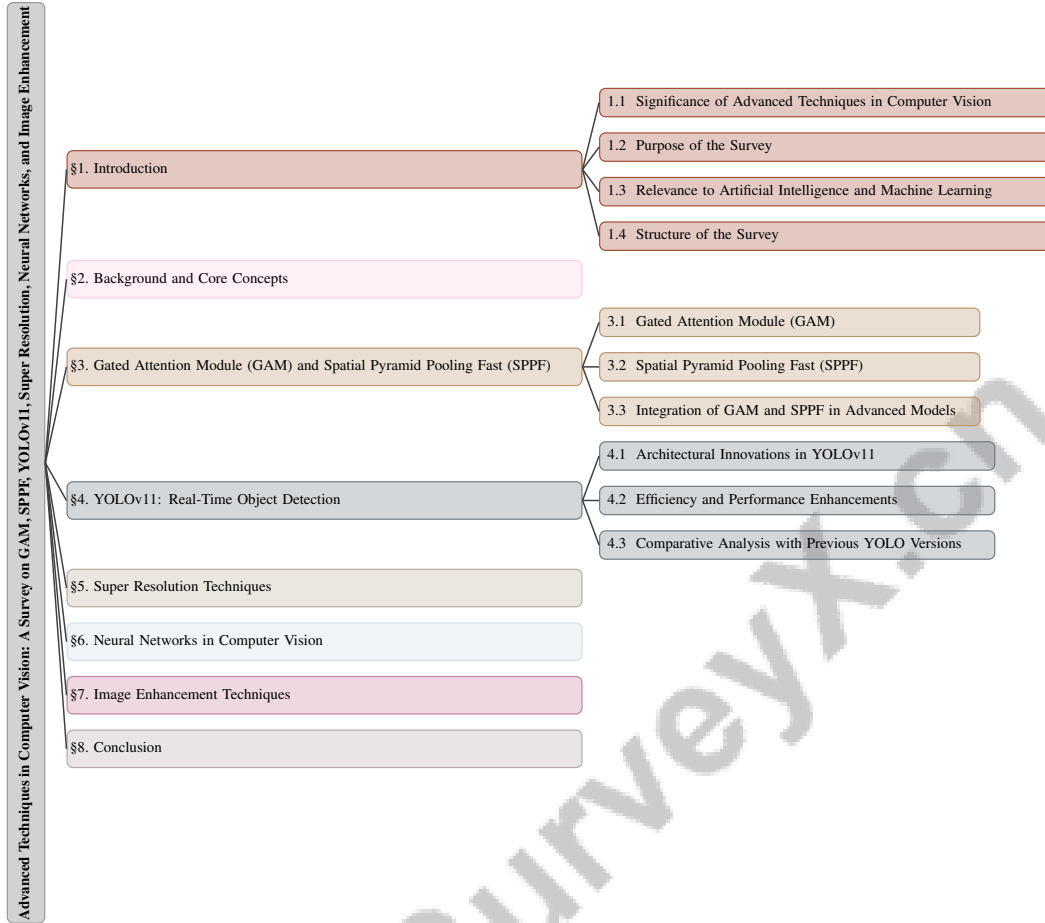 Advanced Techniques in Computer Vision: A Survey on GAM, SPPF, YOLOv11, Super Resolution, Neural Networks, and Image Enhancement
§1. Introduction
1.1 Significance of Advanced Techniques in Computer Vision
1.2 Purpose of the Survey
1.3 Relevance to Artificial Intelligence and Machine Learning
1.4 Structure of the Survey
§2. Background and Core Concepts
§3. Gated Attention Module (GAM) and Spatial Pyramid Pooling Fast (SPPF)
3.1 Gated Attention Module (GAM)
3.2 Spatial Pyramid Pooling Fast (SPPF)
3.3 Integration of GAM and SPPF in Advanced Models
§4. YOLOv11: Real-Time Object Detection
4.1 Architectural Innovations in YOLOv11
4.2 Efficiency and Performance Enhancements
4.3 Comparative Analysis with Previous YOLO Versions
§5. Super Resolution Techniques
§6. Neural Networks in Computer Vision
§7. Image Enhancement Techniques
§8. Conclusion
surveyx.cn